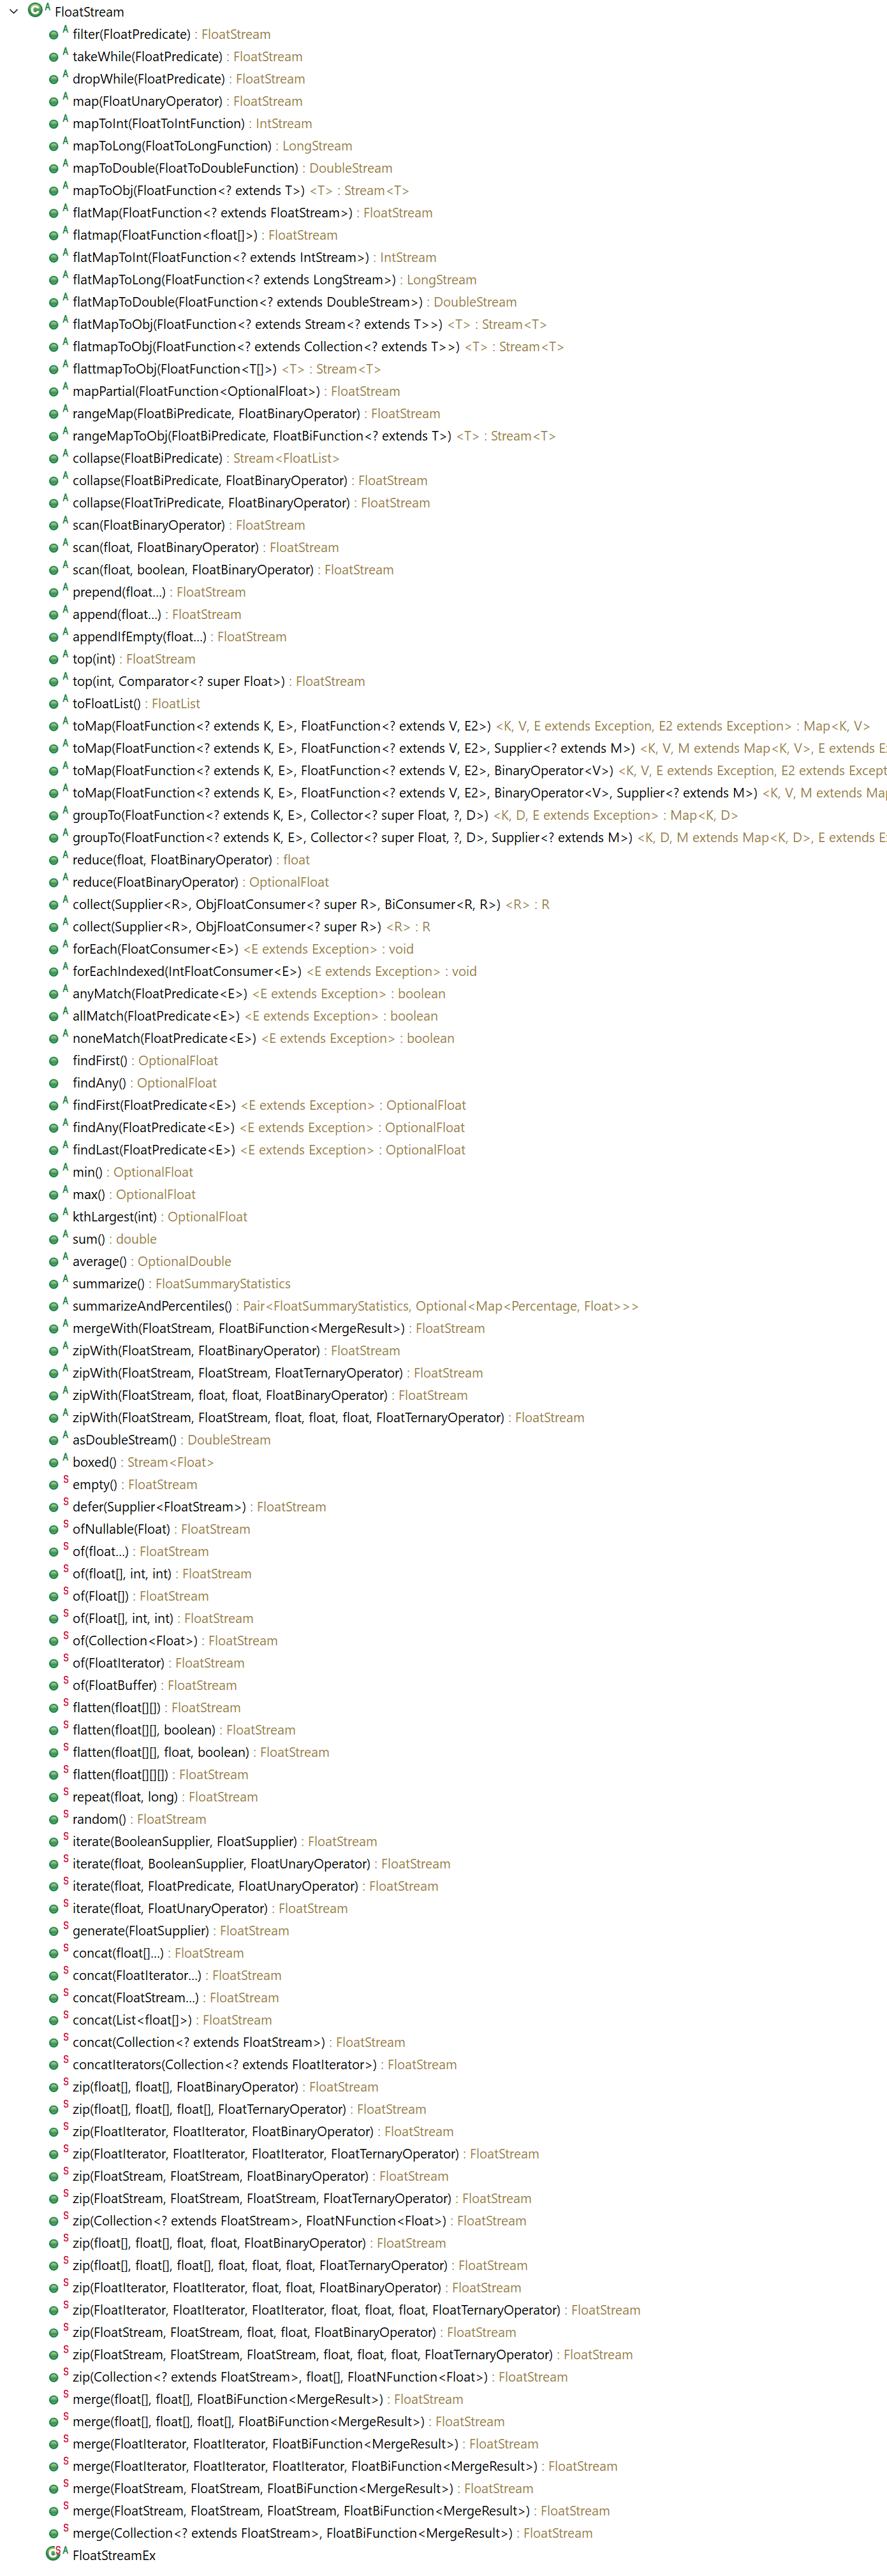 FloatStream
filter(FloatPredicate) : FloatStream
takeWhile(FloatPredicate) : FloatStream
dropWhile(FloatPredicate) : FloatStream
map(FloatUnaryOperator) : FloatStream
mapToInt(FloatToIntFunction) : IntStream
mapToLong(FloatToLongFunction) : LongStream
mapToDouble(FloatToDoubleFunction) : DoubleStream
mapToObj(FloatFunction<? extends T>) <T> : Stream<T>
flatMap(FloatFunction<? extends FloatStream>) : FloatStream
flatmap(FloatFunction<float[]>) : FloatStream
flatMapToInt(FloatFunction<? extends IntStream>) : IntStream
flatMapToLong(FloatFunction<? extends LongStream>) : LongStream
flatMapToDouble(FloatFunction<? extends DoubleStream>) : DoubleStream
flatMapToObj(FloatFunction<? extends Stream<? extends T>>) <T> : Stream<T>
flatmapToObj(FloatFunction<? extends Collection<? extends T>>) <T> : Stream<T>
flattmapToObj(FloatFunction<T[]>) <T> : Stream<T>
mapPartial(FloatFunction<OptionalFloat>) : FloatStream
rangeMap(FloatBiPredicate, FloatBinaryOperator) : FloatStream
rangeMapToObj(FloatBiPredicate, FloatBiFunction<? extends T>) <T> : Stream<T>
collapse(FloatBiPredicate) : Stream<FloatList>
collapse(FloatBiPredicate, FloatBinaryOperator) : FloatStream
collapse(FloatTriPredicate, FloatBinaryOperator) : FloatStream
scan(FloatBinaryOperator) : FloatStream
scan(float, FloatBinaryOperator) : FloatStream
scan(float, boolean, FloatBinaryOperator) : FloatStream
prepend(float...) : FloatStream
append(float...) : FloatStream
appendIfEmpty(float...) : FloatStream
top(int) : FloatStream
top(int, Comparator<? super Float>) : FloatStream
toFloatList() : FloatList
toMap(FloatFunction<? extends K, E>, FloatFunction<? extends V, E2>) <K, V, E extends Exception, E2 extends Exception> : Map<K, V>
toMap(FloatFunction<? extends K, E>, FloatFunction<? extends V, E2>, Supplier<? extends M>) <K, V, M extends Map<K, V>, E extends E
toMap(FloatFunction<? extends K, E>, FloatFunction<? extends V, E2>, BinaryOperator<V>) <K, V, E extends Exception, E2 extends Except
toMap(FloatFunction<? extends K, E>, FloatFunction<? extends V, E2>, BinaryOperator<V>, Supplier<? extends M>) <K, V, M extends Map
groupTo(FloatFunction<? extends K, E>, Collector<? super Float, ?, D>) <K, D, E extends Exception> : Map<K, D>
groupTo(FloatFunction<? extends K, E>, Collector<? super Float, ?, D>, Supplier<? extends M>) <K, D, M extends Map<K, D>, E extends E
reduce(float, FloatBinaryOperator) : float
reduce(FloatBinaryOperator) : OptionalFloat
collect(Supplier<R>, ObjFloatConsumer<? super R>, BiConsumer<R, R>) <R> : R
collect(Supplier<R>, ObjFloatConsumer<? super R>) <R> : R
forEach(FloatConsumer<E>) <E extends Exception> : void
forEachIndexed(IntFloatConsumer<E>) <E extends Exception> : void
anyMatch(FloatPredicate<E>) <E extends Exception> : boolean
allMatch(FloatPredicate<E>) <E extends Exception> : boolean
noneMatch(FloatPredicate<E>) <E extends Exception> : boolean
findFirst() : OptionalFloat
findAny() : OptionalFloat
findFirst(FloatPredicate<E>) <E extends Exception> : OptionalFloat
findAny(FloatPredicate<E>) <E extends Exception> : OptionalFloat
findLast(FloatPredicate<E>) <E extends Exception> : OptionalFloat
min() : OptionalFloat
max() : OptionalFloat
kthLargest(int) : OptionalFloat
sum() : double
average() : OptionalDouble
summarize() : FloatSummaryStatistics
summarizeAndPercentiles() : Pair<FloatSummaryStatistics, Optional<Map<Percentage, Float>>>
mergeWith(FloatStream, FloatBiFunction<MergeResult>) : FloatStream
zipWith(FloatStream, FloatBinaryOperator) : FloatStream
zipWith(FloatStream, FloatStream, FloatTernaryOperator) : FloatStream
zipWith(FloatStream, float, float, FloatBinaryOperator) : FloatStream
zipWith(FloatStream, FloatStream, float, float, float, FloatTernaryOperator) : FloatStream
asDoubleStream() : DoubleStream
boxed() : Stream<Float>
empty() : FloatStream
defer(Supplier<FloatStream>) : FloatStream
ofNullable(Float) : FloatStream
of(float...) : FloatStream
of(float[], int, int) : FloatStream
of(Float[]) : FloatStream
of(Float[], int, int) : FloatStream
of(Collection<Float>) : FloatStream
of(FloatIterator) : FloatStream
of(FloatBuffer) : FloatStream
flatten(float[][]) : FloatStream
flatten(float[][], boolean) : FloatStream
flatten(float[][], float, boolean) : FloatStream
flatten(float[][][]) : FloatStream
repeat(float, long) : FloatStream
random() : FloatStream
iterate(BooleanSupplier, FloatSupplier) : FloatStream
iterate(float, BooleanSupplier, FloatUnaryOperator) : FloatStream
iterate(float, FloatPredicate, FloatUnaryOperator) : FloatStream
iterate(float, FloatUnaryOperator) : FloatStream
generate(FloatSupplier) : FloatStream
concat(float[]...) : FloatStream
concat(FloatIterator...) : FloatStream
concat(FloatStream...) : FloatStream
concat(List<float[]>) : FloatStream
concat(Collection<? extends FloatStream>) : FloatStream
concatIterators(Collection<? extends FloatIterator>) : FloatStream
zip(float[], float[], FloatBinaryOperator) : FloatStream
zip(float[], float[], float[], FloatTernaryOperator) : FloatStream
zip(FloatIterator, FloatIterator, FloatBinaryOperator) : FloatStream
zip(FloatIterator, FloatIterator, FloatIterator, FloatTernaryOperator) : FloatStream
zip(FloatStream, FloatStream, FloatBinaryOperator) : FloatStream
zip(FloatStream, FloatStream, FloatStream, FloatTernaryOperator) : FloatStream
zip(Collection<? extends FloatStream>, FloatNFunction<Float>) : FloatStream
zip(float[], float[], float, float, FloatBinaryOperator) : FloatStream
zip(float[], float[], float[], float, float, float, FloatTernaryOperator) : FloatStream
zip(FloatIterator, FloatIterator, float, float, FloatBinaryOperator) : FloatStream
zip(FloatIterator, FloatIterator, FloatIterator, float, float, float, FloatTernaryOperator) : FloatStream
zip(FloatStream, FloatStream, float, float, FloatBinaryOperator) : FloatStream
zip(FloatStream, FloatStream, FloatStream, float, float, float, FloatTernaryOperator) : FloatStream
zip(Collection<? extends FloatStream>, float[], FloatNFunction<Float>) : FloatStream
merge(float[], float[], FloatBiFunction<MergeResult>) : FloatStream
merge(float[], float[], float[], FloatBiFunction<MergeResult>) : FloatStream
merge(FloatIterator, FloatIterator, FloatBiFunction<MergeResult>) : FloatStream
merge(FloatIterator, FloatIterator, FloatIterator, FloatBiFunction<MergeResult>) : FloatStream
merge(FloatStream, FloatStream, FloatBiFunction<MergeResult>) : FloatStream
merge(FloatStream, FloatStream, FloatStream, FloatBiFunction<MergeResult>) : FloatStream
merge(Collection<? extends FloatStream>, FloatBiFunction<MergeResult>) : FloatStream
FloatStreamEx